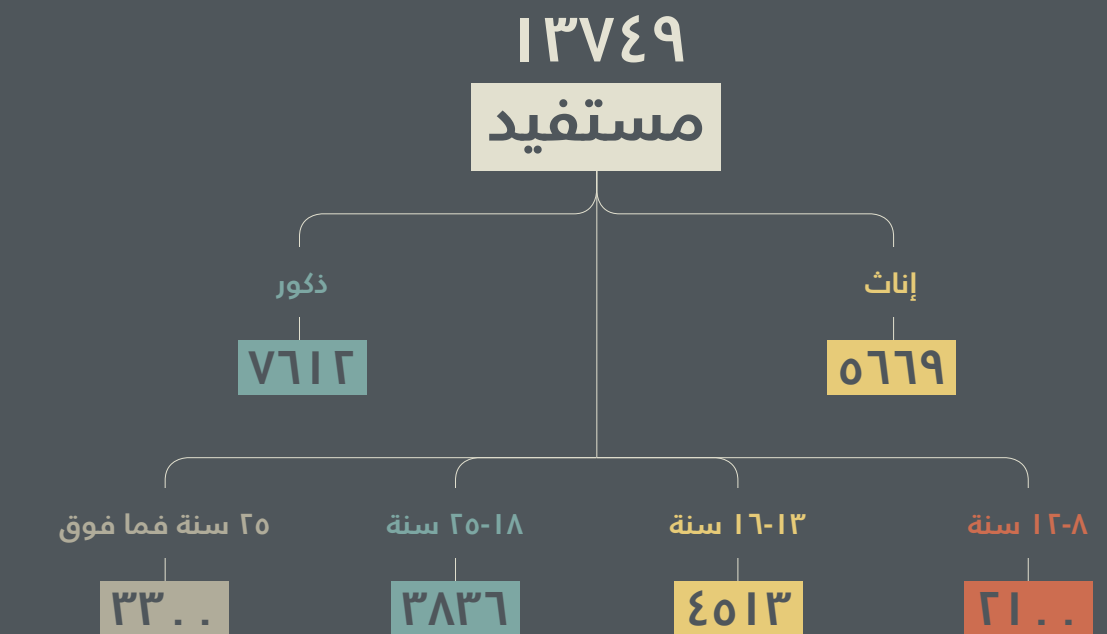 ١٣٧٤٩
مستفيد
إناث
ذكور
٥٦٦٩
٧٦١٢
٨-١٢ سنة
١٣-١٦ سنة
١٨-٢٥ سنة
٢٥ سنة فما فوق
٢١٠٠
٤٥١٣
٣٨٣٦
٣٣٠٠